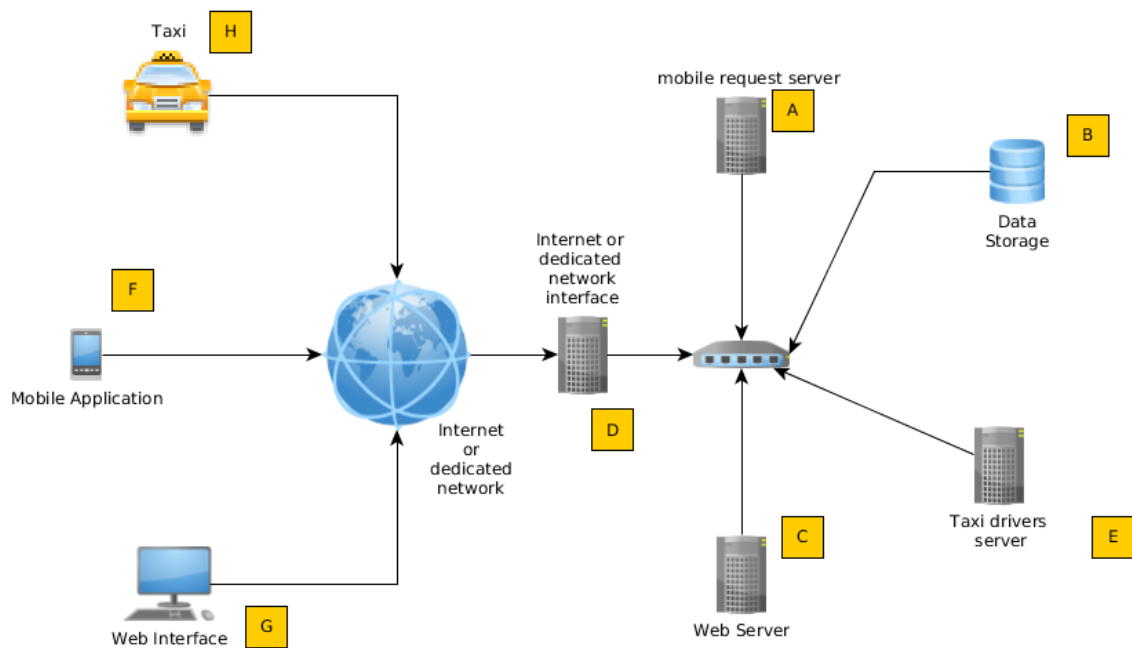 Taxi
H
mobile request server
A
B
Data
Storage
Internet or
dedicated
network
interface
F
Mobile Application
D
Internet
or
dedicated
network
C
Taxi drivers
server
E
G
Web Interface
Web Server